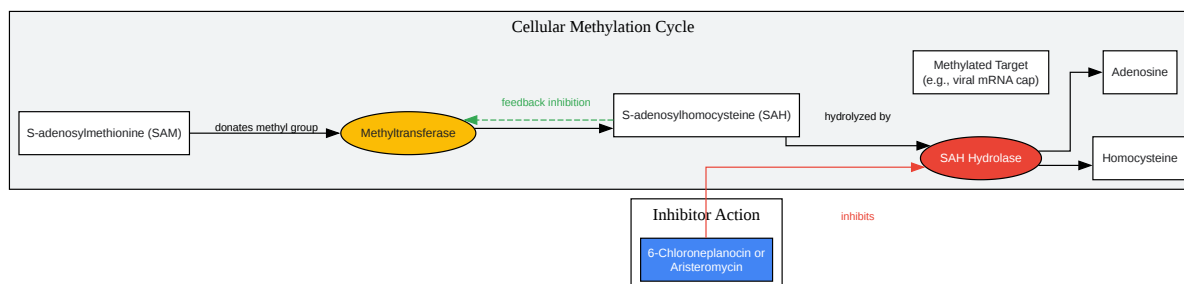 Cellular Methylation Cycle
Methylated Target
(e.g., viral mRNA cap)
Adenosine
feedback inhibition
S-adenosylmethionine (SAM)
donates methyl group
Methyltransferase
S-adenosylhomocysteine (SAH)
hydrolyzed by
SAH Hydrolase
Homocysteine
Inhibitor Action
inhibits
6-Chloroneplanocin or
Aristeromycin